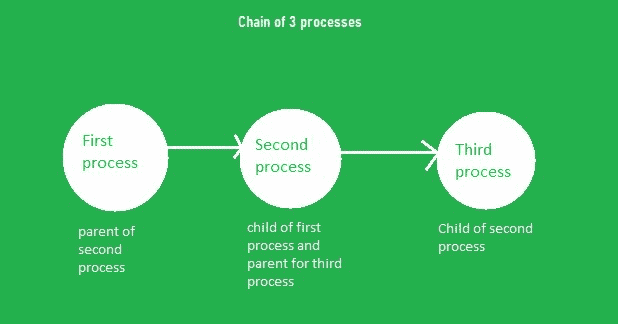 Chain of 3 processes
First
process
Second
process
Third
process
parent of
second
process
child of first
process and
parent for third
process
Child of second
process